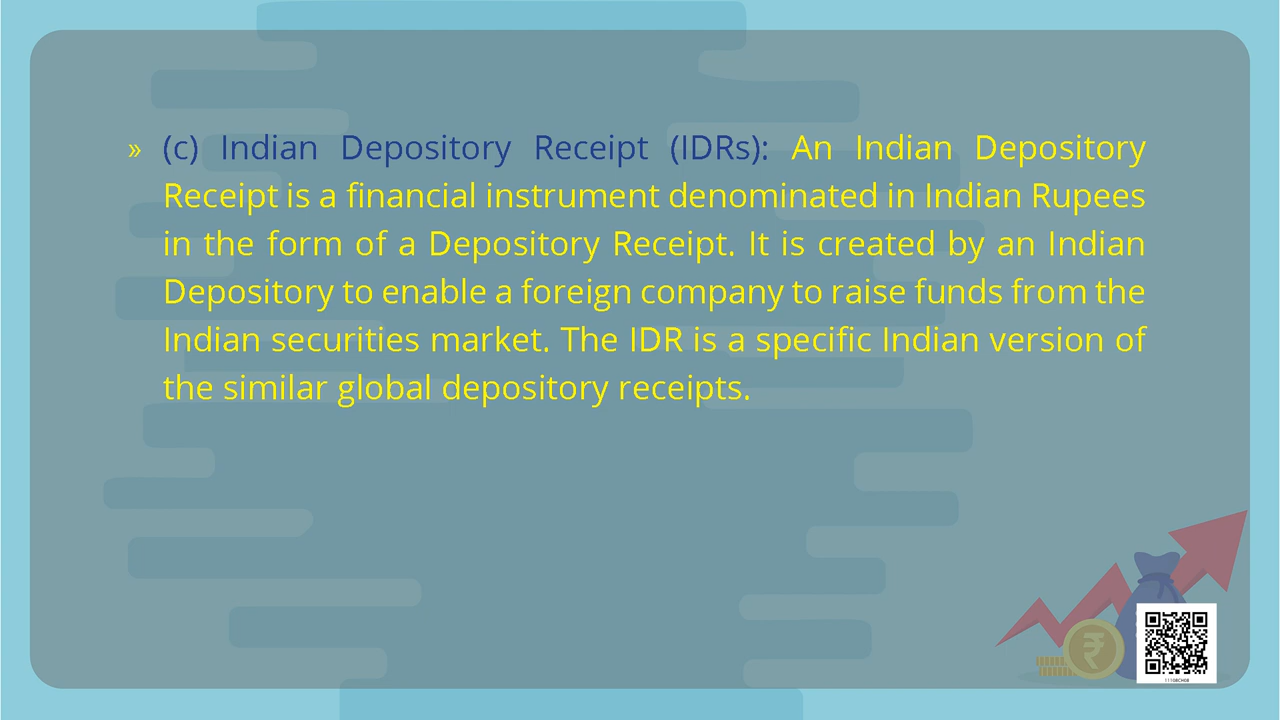 » (c) Indian Depository Receipt (IDRs): An Indian Depository
Receipt is a financial instrument denominated in Indian Rupees
in the form of a Depository Receipt. It is created by an Indian
Depository to enable a foreign company to raise funds from the
Indian securities market. The IDR is a specific Indian version of
the similar global depository receipts.
₹
11108CH08